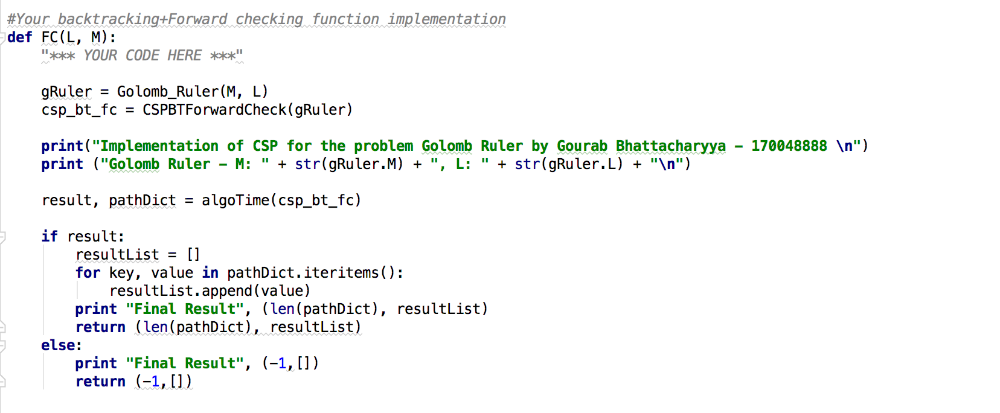 #Your backtracking+Forward checking function implementation
def FC(L, M):
    "*** YOUR CODE HERE ***"

    gRuler = Golomb_Ruler(M, L)
    csp_bt_fc = CSPBTForwardCheck(gRuler)

    print("Implementation of CSP for the problem Golomb Ruler by Gourab Bhattacharyya – 170048888 \n")
    print ("Golomb Ruler – M: " + str(gRuler.M) + ", L: " + str(gRuler.L) + "\n")

    result, pathDict = algoTime(csp_bt_fc)

    if result:
        resultList = []
        for key, value in pathDict.iteritems():
            resultList.append(value)
        print "Final Result", (len(pathDict), resultList)
        return (len(pathDict), resultList)
    else:
        print "Final Result", (-1,[])
        return (-1,[])